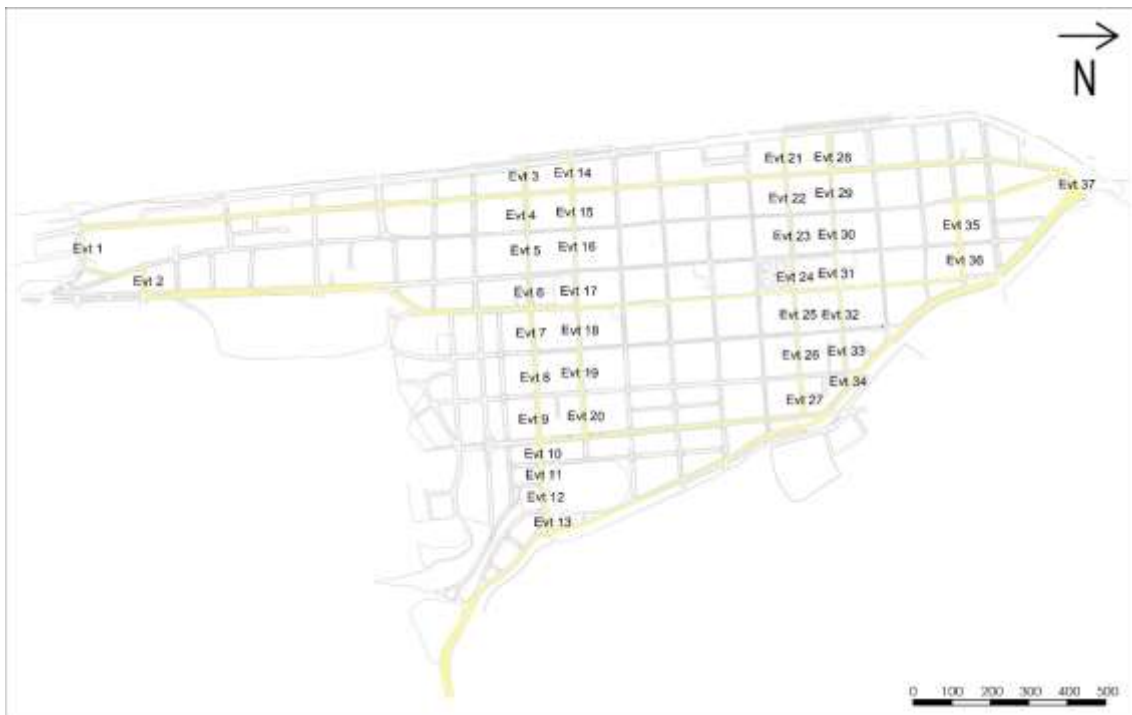 N
Evt 3
Evt 14
Evt 21
Evt 28
Evt 37
Evt 4
Evt 15
Evt 22
Evt 29
Evt 1
Evt 5
Evt 16
Evt 23
Evt 30
Evt 35
Evt 2
Evt 6
Evt 17
Evt 24
Evt 31
Evt 36
Evt 7
Evt 18
Evt 25
Evt 32
Evt 8
Evt 19
Evt 26
Evt 33
Evt 9
Evt 20
Evt 27
Evt 34
Evt 10
Evt 11
Evt 12
Evt 13
0 100 200 300 400 500